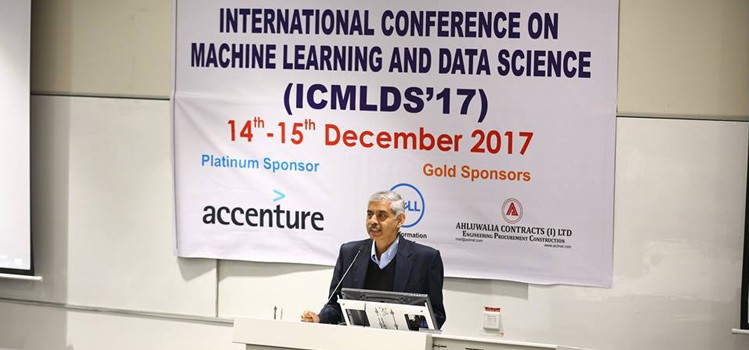 INTERNATIONAL CONFERENCE ON
MACHINE LEARNING AND DATA SCIENCE
(ICMLDS'17)
14th-15th December 2017
Platinum Sponsor
Gold Sponsors
accenture
AHLUWALIA CONTRACTS (I) LTD
ENGINEERING PROCUREMENT CONSTRUCTION